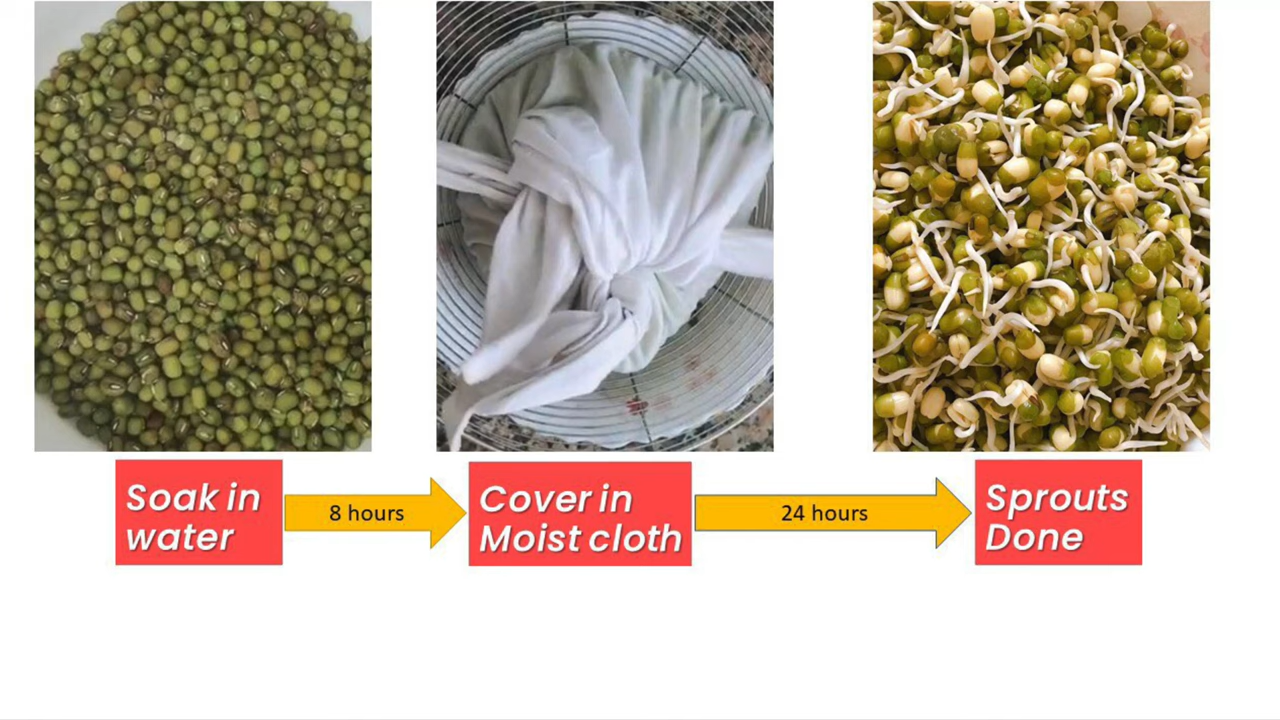 Soak in
water
8 hours
Cover in
Moist cloth
24 hours
Sprouts
Done